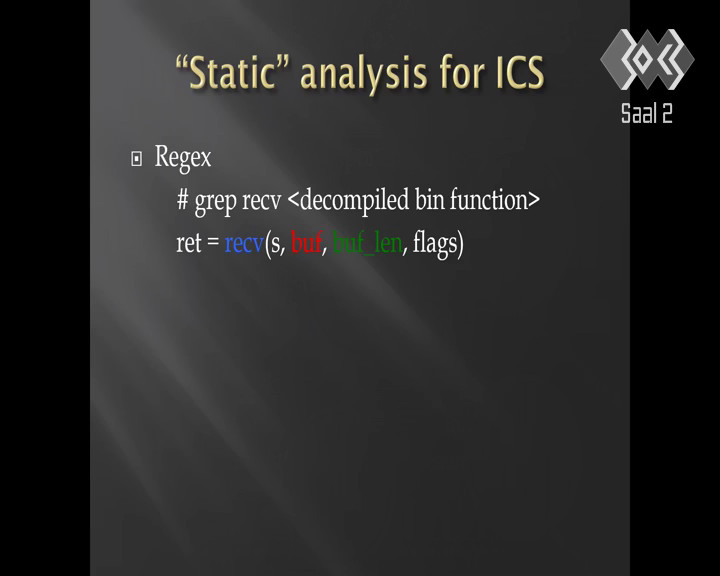 “Static” analysis for ICS
Saal 2
Regex
# grep recv <decompiled bin function>
ret = recv(s, buf, buf_len, flags)